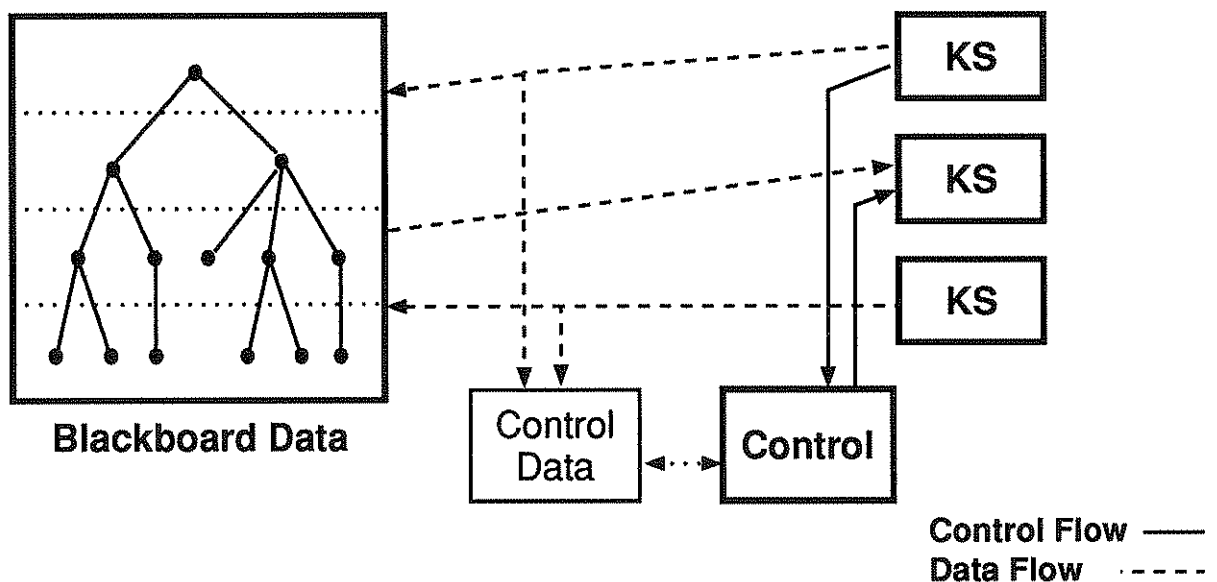 KS
KS
KS
Blackboard Data
Control
Data
Control
Control Flow
Data Flow